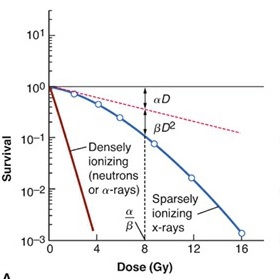 10¹
10⁰
10⁻¹
10⁻²
10⁻³
Survival
αD
βD²
Densely
ionizing
(neutrons
or α-rays)
α
β
Sparsely
ionizing
x-rays
0 4 8 12 16
Dose (Gy)
A